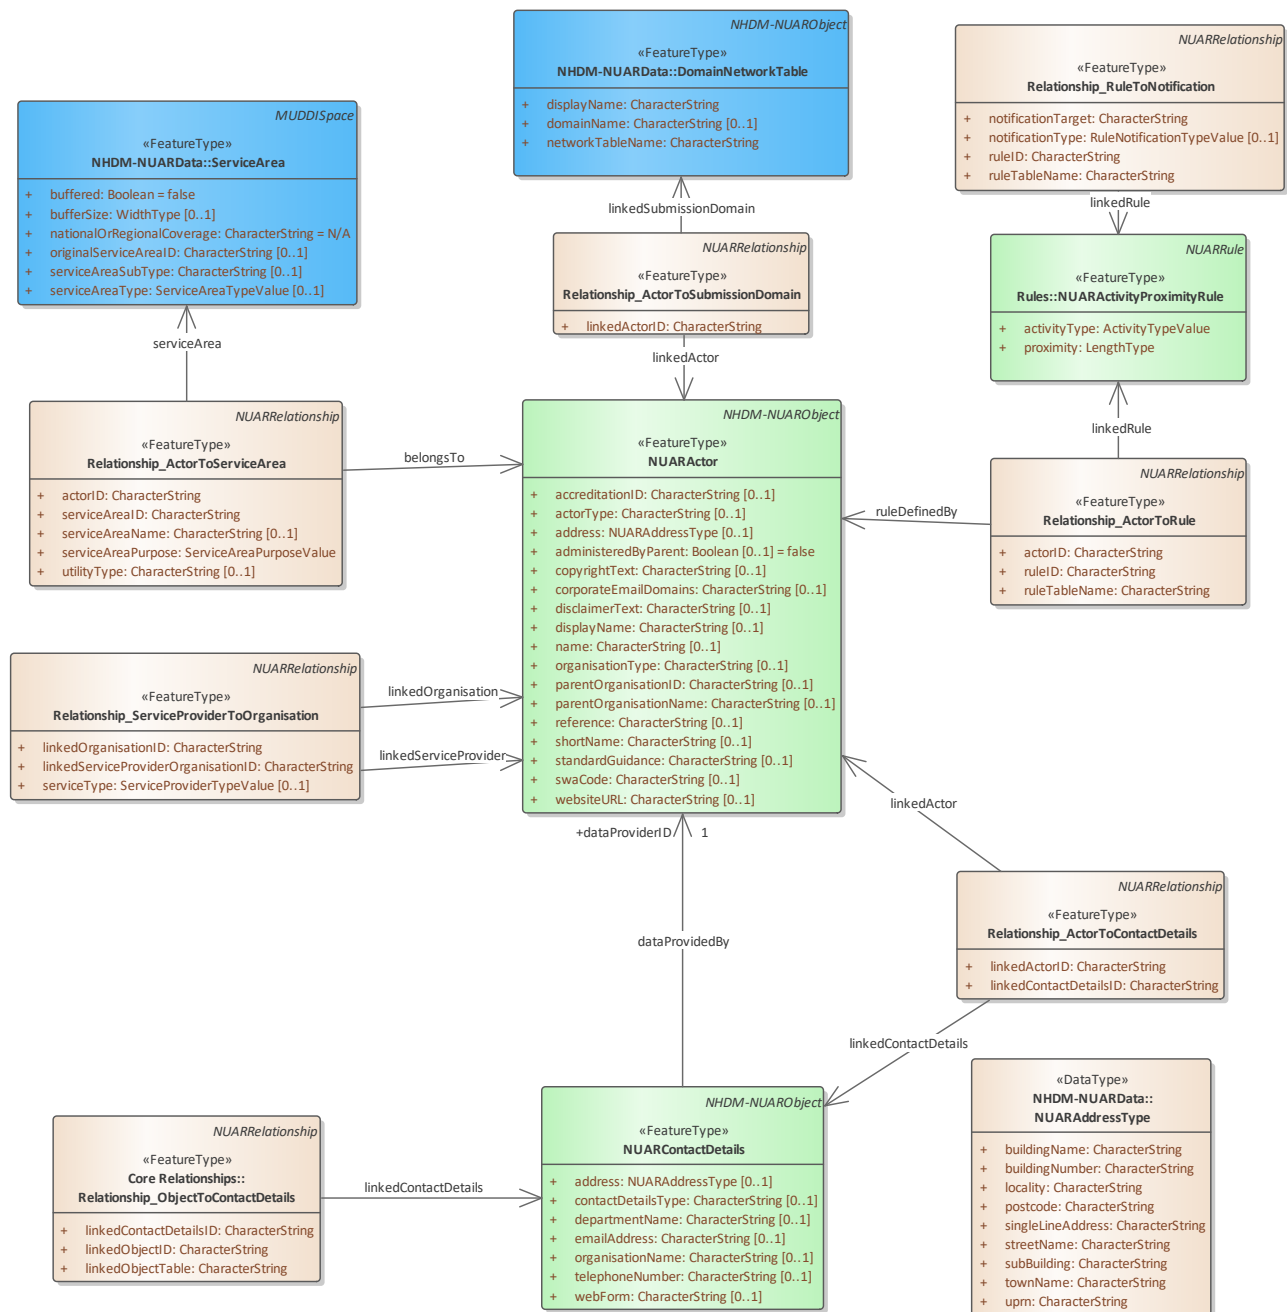 NHDM-NUARObject
«FeatureType»
NHDM-NUARData::DomainNetworkTable
+ displayName: CharacterString
+ domainName: CharacterString [0..1]
+ networkTableName: CharacterString
NUARRelationship
«FeatureType»
Relationship_RuleToNotification
+ notificationTarget: CharacterString
+ notificationType: RuleNotificationTypeValue [0..1]
+ ruleID: CharacterString
+ ruleTableName: CharacterString
MUDDISpace
«FeatureType»
NHDM-NUARData::ServiceArea
+ buffered: Boolean = false
+ bufferSize: WidthType [0..1]
+ nationalOrRegionalCoverage: CharacterString = N/A
+ originalServiceAreaID: CharacterString [0..1]
+ serviceAreaSubType: CharacterString [0..1]
+ serviceAreaType: ServiceAreaTypeValue [0..1]
linkedSubmissionDomain
linkedRule
NUARRelationship
«FeatureType»
Relationship_ActorToSubmissionDomain
+ linkedActorID: CharacterString
NUARRule
«FeatureType»
Rules::NUARActivityProximityRule
+ activityType: ActivityTypeValue
+ proximity: LengthType
serviceArea
linkedActor
linkedRule
NUARRelationship
«FeatureType»
Relationship_ActorToServiceArea
+ actorID: CharacterString
+ serviceAreaID: CharacterString
+ serviceAreaName: CharacterString [0..1]
+ serviceAreaPurpose: ServiceAreaPurposeValue
+ utilityType: CharacterString [0..1]
belongsTo
NHDM-NUARObject
«FeatureType»
NUARActor
+ accreditationID: CharacterString [0..1]
+ actorType: CharacterString [0..1]
+ address: NUARAddressType [0..1]
+ administeredByParent: Boolean [0..1] = false
+ copyrightText: CharacterString [0..1]
+ corporateEmailDomains: CharacterString [0..1]
+ disclaimerText: CharacterString [0..1]
+ displayName: CharacterString [0..1]
+ name: CharacterString [0..1]
+ organisationType: CharacterString [0..1]
+ parentOrganisationID: CharacterString [0..1]
+ parentOrganisationName: CharacterString [0..1]
+ reference: CharacterString [0..1]
+ shortName: CharacterString [0..1]
+ standardGuidance: CharacterString [0..1]
+ swaCode: CharacterString [0..1]
+ websiteURL: CharacterString [0..1]
ruleDefinedBy
NUARRelationship
«FeatureType»
Relationship_ActorToRule
+ actorID: CharacterString
+ ruleID: CharacterString
+ ruleTableName: CharacterString
NUARRelationship
«FeatureType»
Relationship_ServiceProviderToOrganisation
+ linkedOrganisationID: CharacterString
+ linkedServiceProviderOrganisationID: CharacterString
+ serviceType: ServiceProviderTypeValue [0..1]
linkedOrganisation
linkedServiceProvider
linkedActor
+dataProviderID 1
dataProvidedBy
NUARRelationship
«FeatureType»
Relationship_ActorToContactDetails
+ linkedActorID: CharacterString
+ linkedContactDetailsID: CharacterString
linkedContactDetails
NUARRelationship
«FeatureType»
Core Relationships::
Relationship_ObjectToContactDetails
+ linkedContactDetailsID: CharacterString
+ linkedObjectID: CharacterString
+ linkedObjectTable: CharacterString
linkedContactDetails
NHDM-NUARObject
«FeatureType»
NUARContactDetails
+ address: NUARAddressType [0..1]
+ contactDetailsType: CharacterString [0..1]
+ departmentName: CharacterString [0..1]
+ emailAddress: CharacterString [0..1]
+ organisationName: CharacterString [0..1]
+ telephoneNumber: CharacterString [0..1]
+ webForm: CharacterString [0..1]
«DataType»
NHDM-NUARData::
NUARAddressType
+ buildingName: CharacterString
+ buildingNumber: CharacterString
+ locality: CharacterString
+ postcode: CharacterString
+ singleLineAddress: CharacterString
+ streetName: CharacterString
+ subBuilding: CharacterString
+ townName: CharacterString
+ uprn: CharacterString